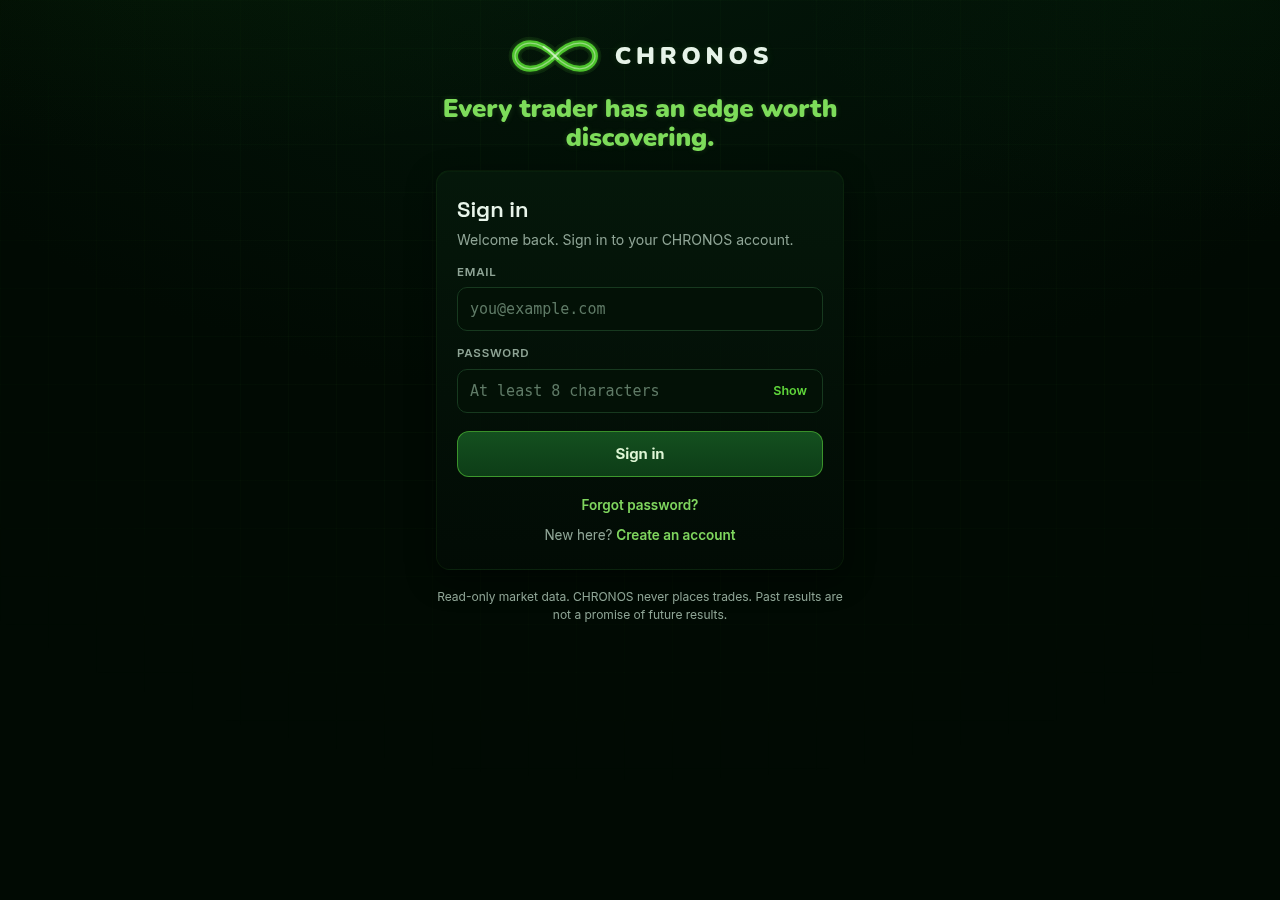 CHRONOS
Every trader has an edge worth
discovering.
Sign in
Welcome back. Sign in to your CHRONOS account.
EMAIL
you@example.com
PASSWORD
At least 8 characters
Show
Sign in
Forgot password?
New here? Create an account
Read-only market data. CHRONOS never places trades. Past results are
not a promise of future results.